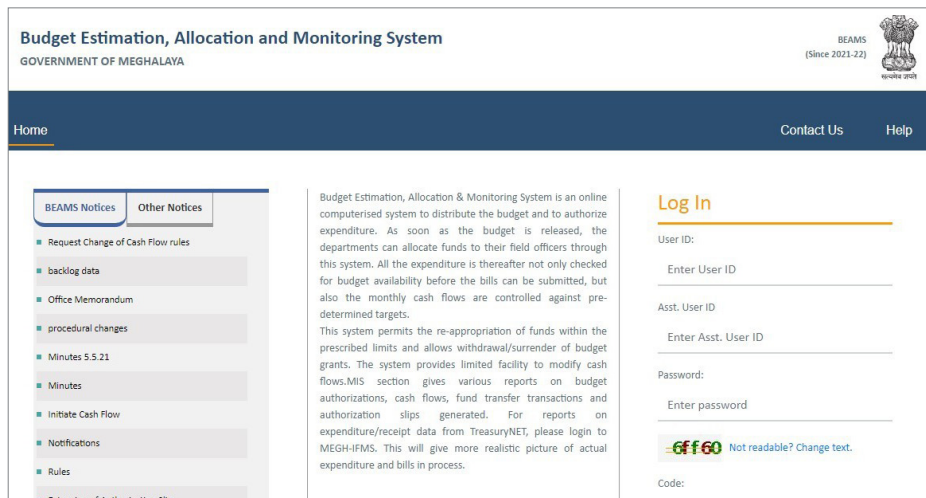 Budget Estimation, Allocation and Monitoring System
GOVERNMENT OF MEGHALAYA
BEAMS
(Since 2021-22)
सत्यमेव जयते
Home
Contact Us
Help
BEAMS Notices
Other Notices
Request Change of Cash Flow rules
backlog data
Office Memorandum
procedural changes
Minutes 5.5.21
Minutes
Initiate Cash Flow
Notifications
Rules
Budget Estimation, Allocation & Monitoring System is an online
computerised system to distribute the budget and to authorize
expenditure. As soon as the budget is released, the
departments can allocate funds to their field officers through
this system. All the expenditure is thereafter not only checked
for budget availability before the bills can be submitted, but
also the monthly cash flows are controlled against pre-
determined targets.
This system permits the re-appropriation of funds within the
prescribed limits and allows withdrawal/surrender of budget
grants. The system provides limited facility to modify cash
flows.MIS section gives various reports on budget
authorizations, cash flows, fund transfer transactions and
authorization slips generated. For reports on
expenditure/receipt data from TreasuryNET, please login to
MEGH-IFMS. This will give more realistic picture of actual
expenditure and bills in process.
Log In
User ID:
Enter User ID
Asst. User ID
Enter Asst. User ID
Password:
Enter password
6ff60 Not readable? Change text.
Code: